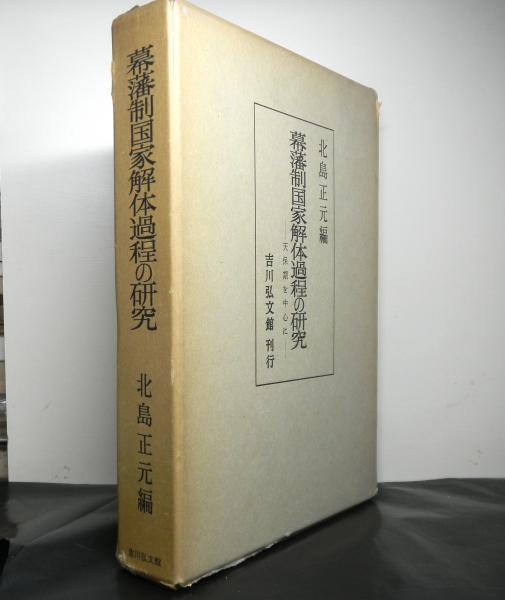 幕藩制国家解体過程の研究
北島正元編
吉川弘文館
北島正元編
幕藩制国家解体過程の研究
―天保期を中心に―
吉川弘文館 刊行